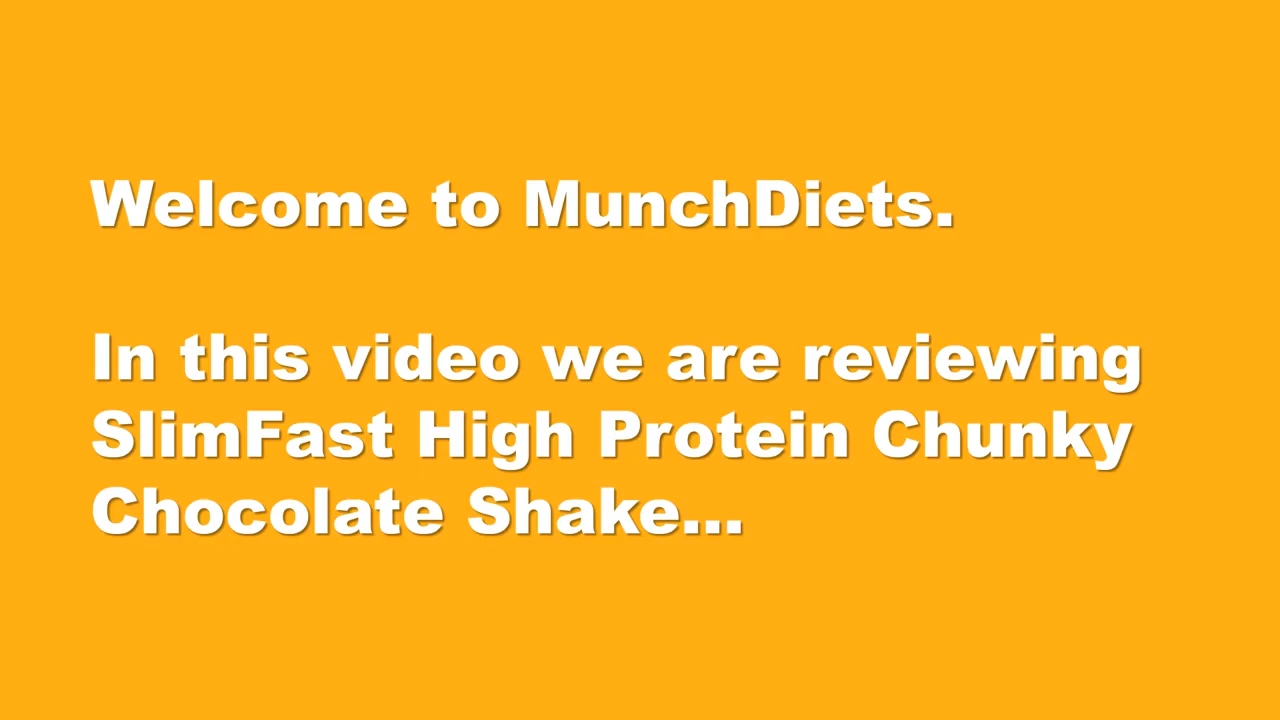 Welcome to MunchDiets.
In this video we are reviewing
SlimFast High Protein Chunky
Chocolate Shake...